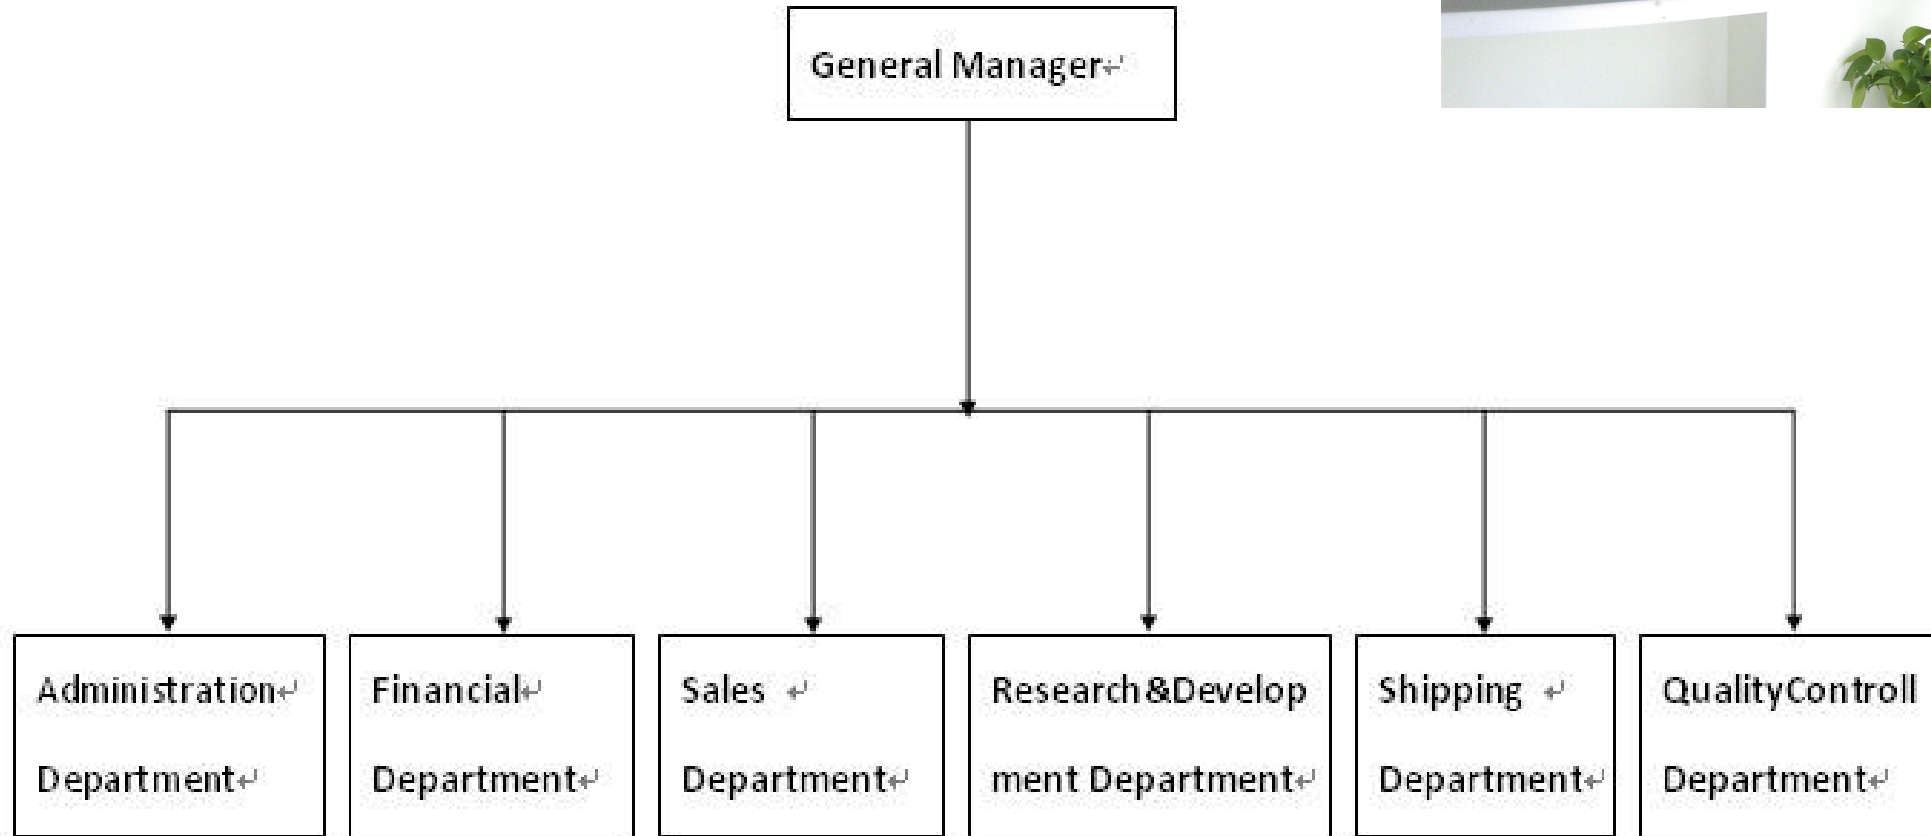 General Manager
Administration
Department
Financial
Department
Sales
Department
Research&Develop
ment Department
Shipping
Department
QualityControll
Department